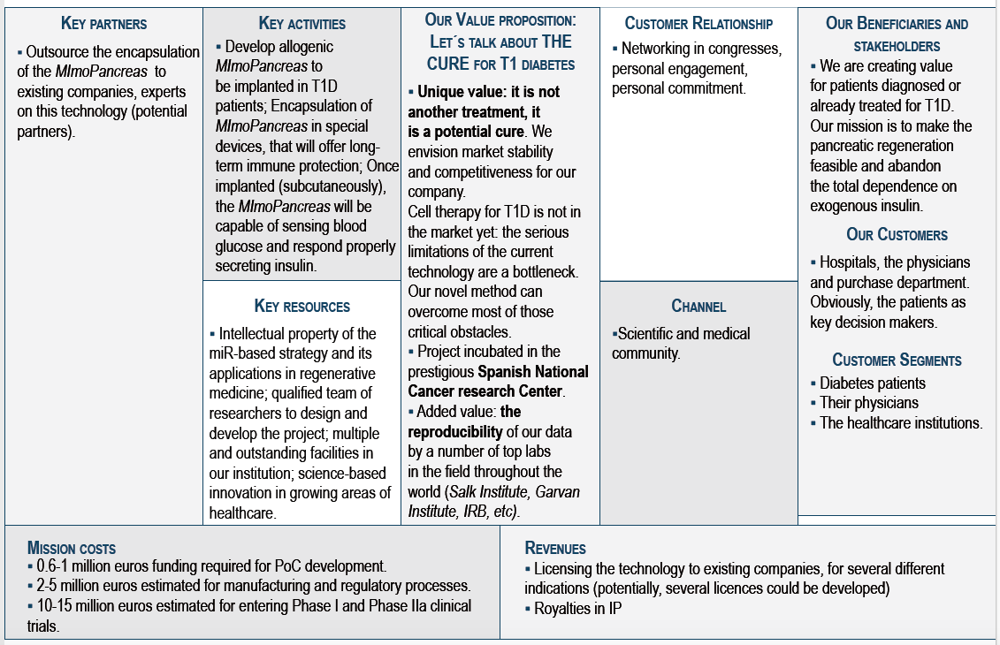 KEY PARTNERS
▪ Outsource the encapsulation
of the MImoPancreas to
existing companies, experts
on this technology (potential
partners).
KEY ACTIVITIES
▪ Develop allogenic
MImoPancreas to
be implanted in T1D
patients; Encapsulation of
MImoPancreas in special
devices, that will offer long-
term immune protection; Once
implanted (subcutaneously),
the MImoPancreas will be
capable of sensing blood
glucose and respond properly
secreting insulin.
KEY RESOURCES
▪ Intellectual property of the
miR-based strategy and its
applications in regenerative
medicine; qualified team of
researchers to design and
develop the project; multiple
and outstanding facilities in
our institution; science-based
innovation in growing areas of
healthcare.
OUR VALUE PROPOSITION:
LET´S TALK ABOUT THE
CURE FOR T1 DIABETES
▪ Unique value: it is not
another treatment, it
is a potential cure. We
envision market stability
and competitiveness for our
company.
Cell therapy for T1D is not in
the market yet: the serious
limitations of the current
technology are a bottleneck.
Our novel method can
overcome most of those
critical obstacles.
▪ Project incubated in the
prestigious Spanish National
Cancer research Center.
▪ Added value: the
reproducibility of our data
by a number of top labs
in the field throughout the
world (Salk Institute, Garvan
Institute, IRB, etc).
CUSTOMER RELATIONSHIP
▪ Networking in congresses,
personal engagement,
personal commitment.
CHANNEL
▪Scientific and medical
community.
OUR BENEFICIARIES AND
STAKEHOLDERS
▪ We are creating value
for patients diagnosed or
already treated for T1D.
Our mission is to make the
pancreatic regeneration
feasible and abandon
the total dependence on
exogenous insulin.
OUR CUSTOMERS
▪ Hospitals, the physicians
and purchase department.
Obviously, the patients as
key decision makers.
CUSTOMER SEGMENTS
▪ Diabetes patients
▪ Their physicians
▪ The healthcare institutions.
MISSION COSTS
▪ 0.6-1 million euros funding required for PoC development.
▪ 2-5 million euros estimated for manufacturing and regulatory processes.
▪ 10-15 million euros estimated for entering Phase I and Phase IIa clinical
trials.
REVENUES
▪ Licensing the technology to existing companies, for several different
indications (potentially, several licences could be developed)
▪ Royalties in IP